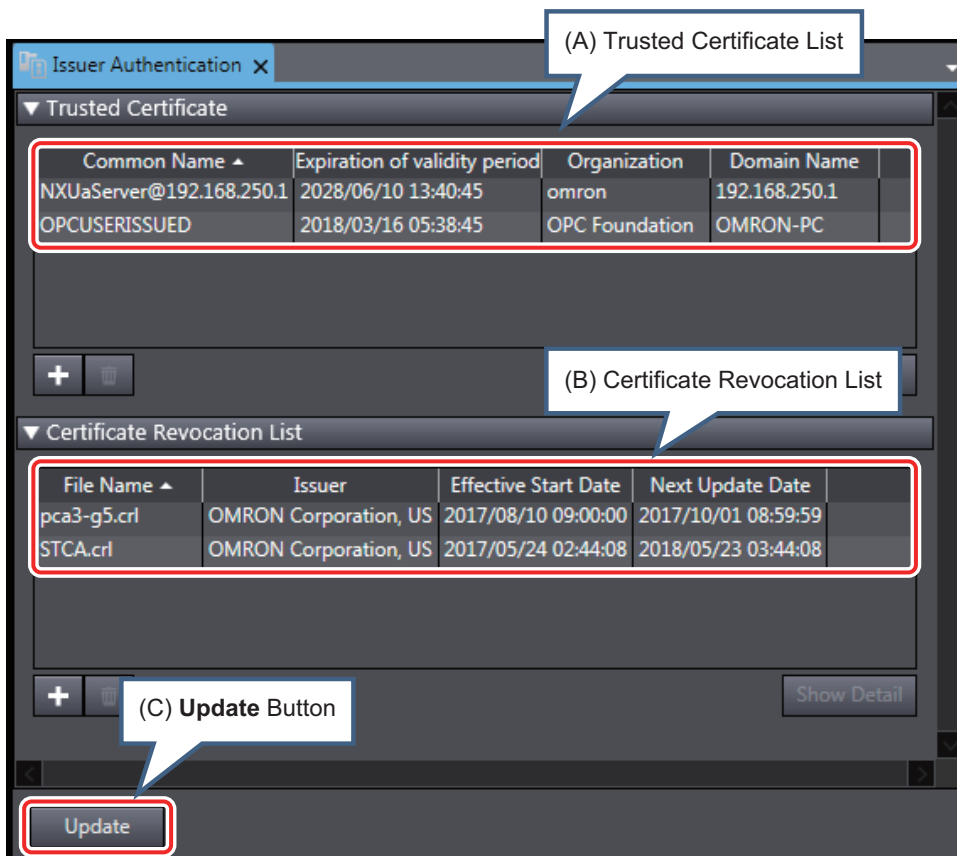 (A) Trusted Certificate List
Issuer Authentication
Trusted Certificate
Common Name Expiration of validity period Organization Domain Name
NXUaServer@192.168.250.1 2028/06/10 13:40:45 omron 192.168.250.1
OPCUSERISSUED 2018/03/16 05:38:45 OPC Foundation OMRON-PC
(B) Certificate Revocation List
Certificate Revocation List
File Name Issuer Effective Start Date Next Update Date
pca3-g5.crl OMRON Corporation, US 2017/08/10 09:00:00 2017/10/01 08:59:59
STCA.crl OMRON Corporation, US 2017/05/24 02:44:08 2018/05/23 03:44:08
Show Detail
(C) Update Button
Update